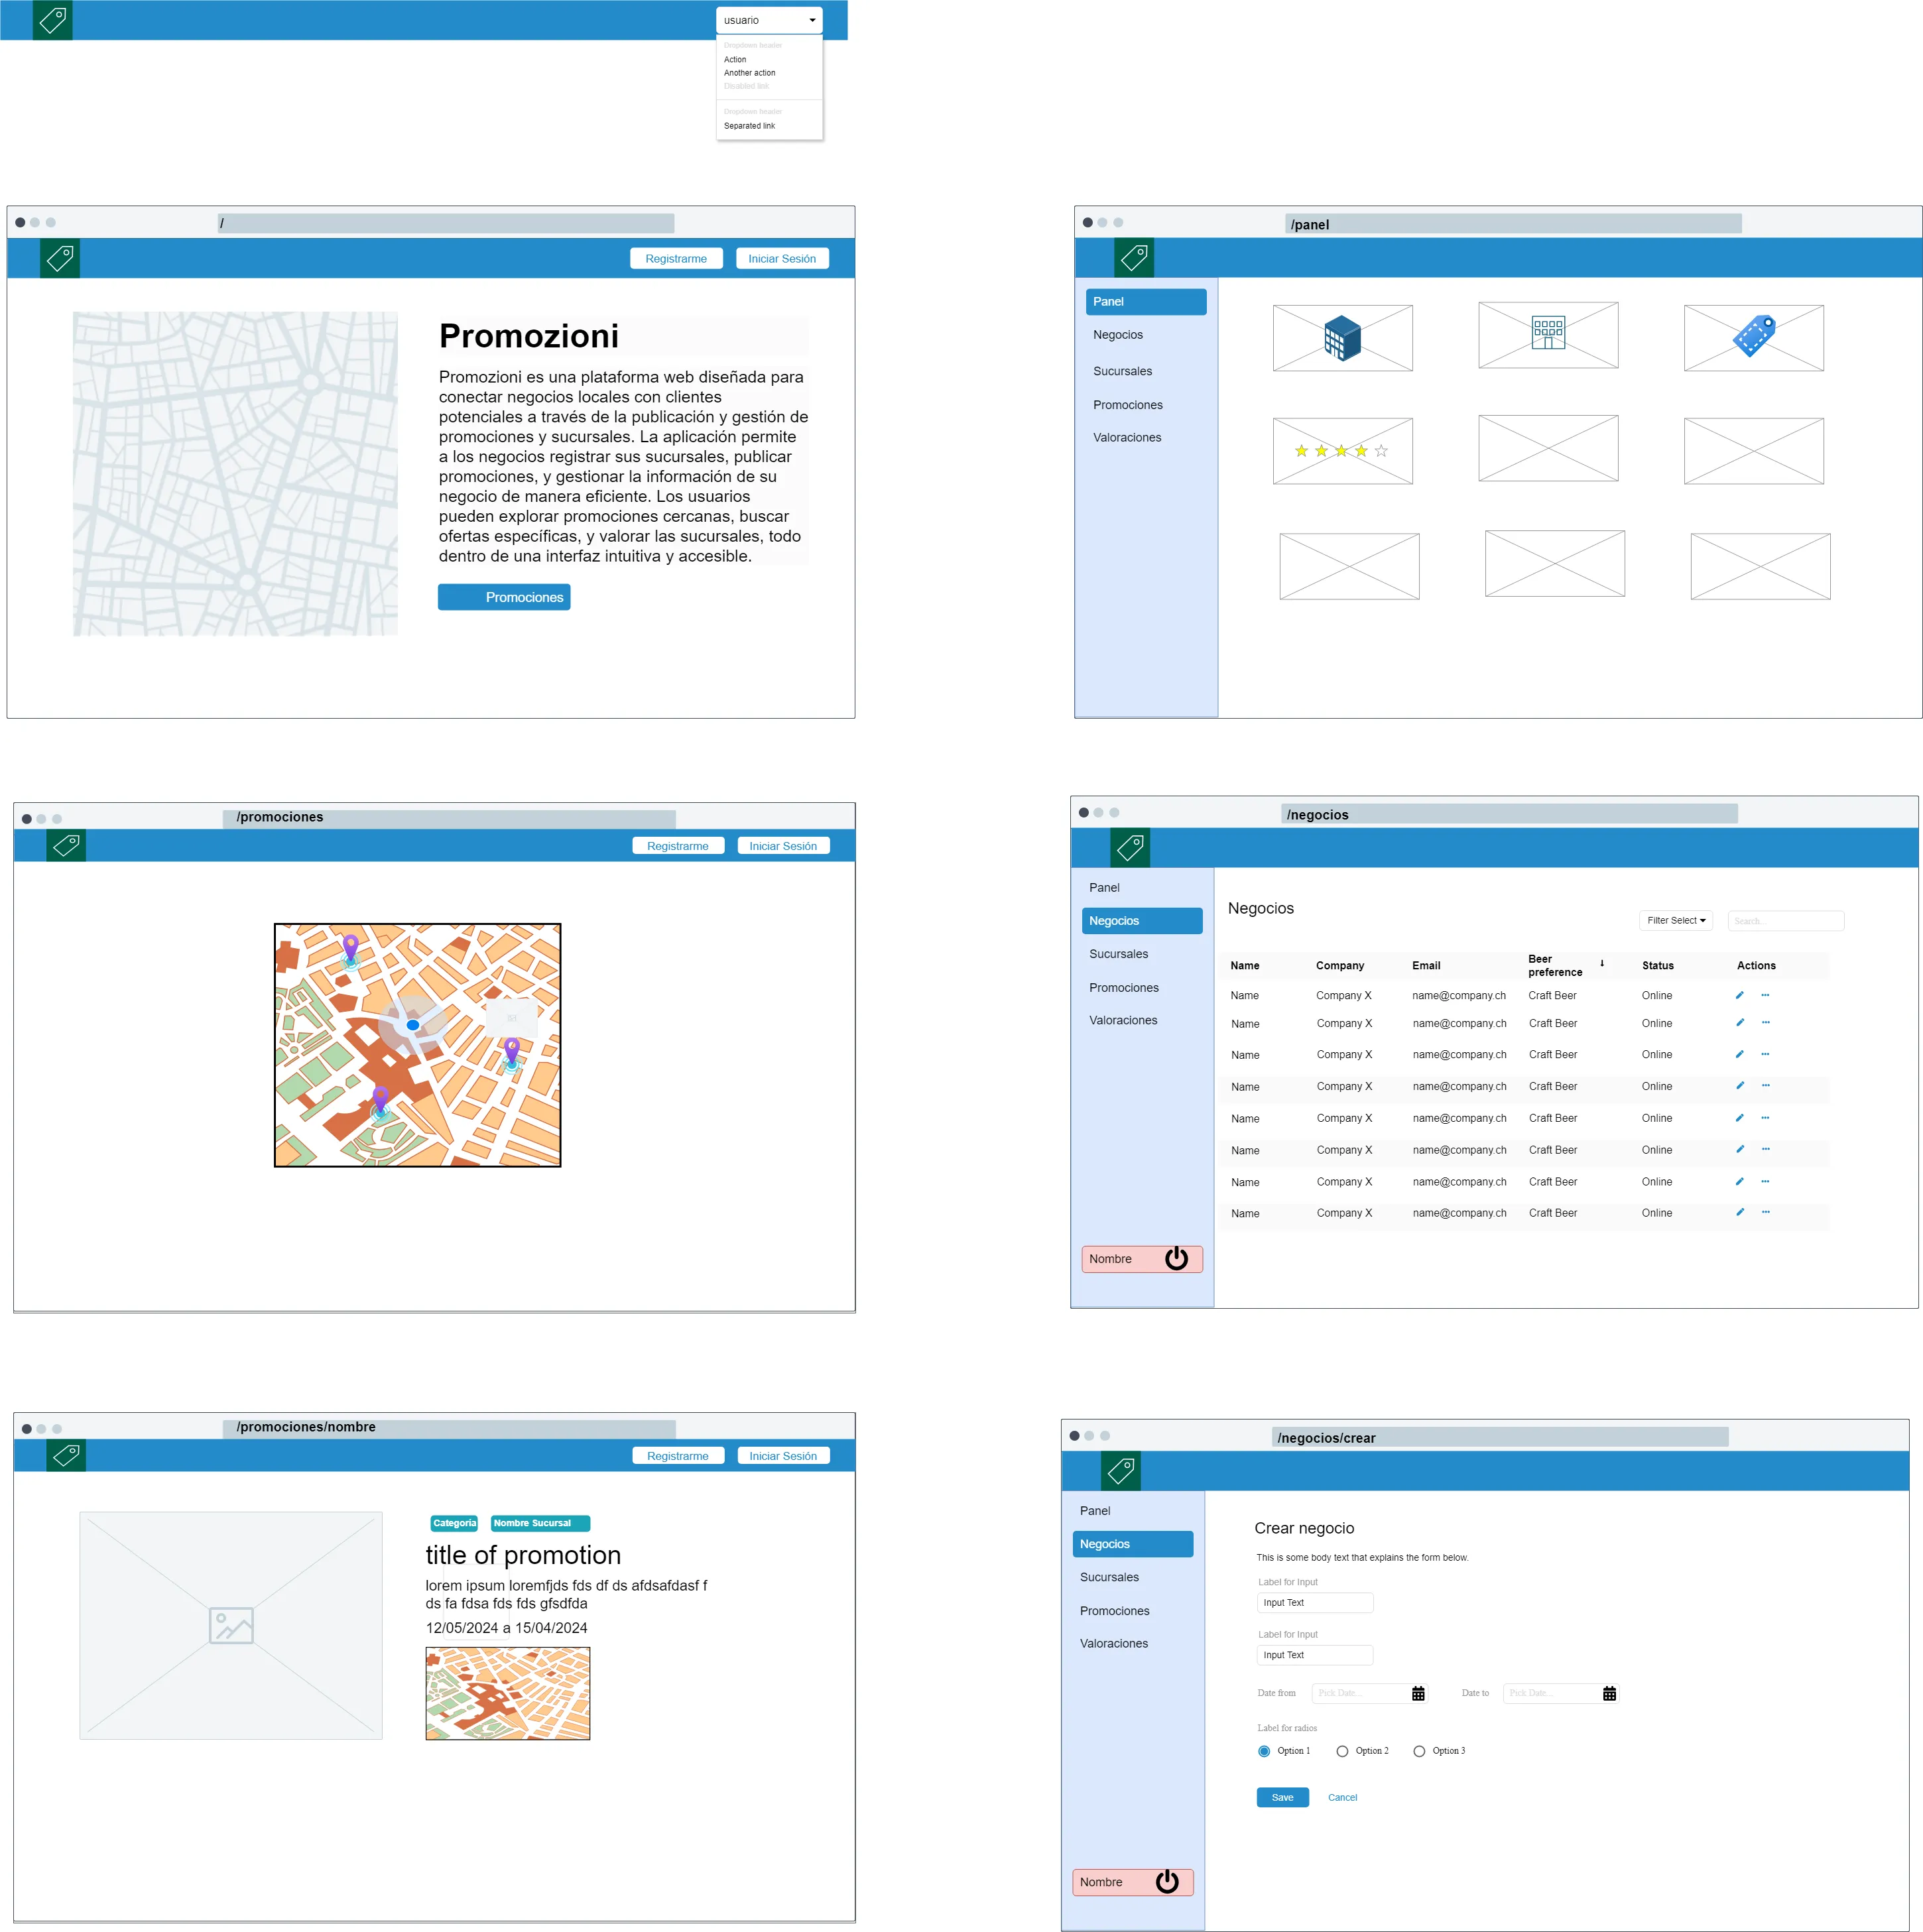 usuario
Dropdown header
Action
Another action
Disabled link
Dropdown header
Separated link
/
Registrarme
Iniciar Sesión
Promozioni
Promozioni es una plataforma web diseñada para
conectar negocios locales con clientes
potenciales a través de la publicación y gestión de
promociones y sucursales. La aplicación permite
a los negocios registrar sus sucursales, publicar
promociones, y gestionar la información de su
negocio de manera eficiente. Los usuarios
pueden explorar promociones cercanas, buscar
ofertas específicas, y valorar las sucursales, todo
dentro de una interfaz intuitiva y accesible.
Promociones
/panel
Panel
Negocios
Sucursales
Promociones
Valoraciones
/promociones
Registrarme
Iniciar Sesión
/negocios
Panel
Negocios
Sucursales
Promociones
Valoraciones
Nombre
Negocios
Filter Select
Search...
Name Company Email Beer preference Status Actions
Name Company X name@company.ch Craft Beer Online
Name Company X name@company.ch Craft Beer Online
Name Company X name@company.ch Craft Beer Online
Name Company X name@company.ch Craft Beer Online
Name Company X name@company.ch Craft Beer Online
Name Company X name@company.ch Craft Beer Online
Name Company X name@company.ch Craft Beer Online
Name Company X name@company.ch Craft Beer Online
/promociones/nombre
Registrarme
Iniciar Sesión
Categoria
Nombre Sucursal
title of promotion
lorem ipsum loremfjds fds df ds afdsafdasf f
ds fa fdsa fds fds gfsdfda
12/05/2024 a 15/04/2024
/negocios/crear
Panel
Negocios
Sucursales
Promociones
Valoraciones
Nombre
Crear negocio
This is some body text that explains the form below.
Label for Input
Input Text
Label for Input
Input Text
Date from Pick Date... Date to Pick Date...
Label for radios
Option 1 Option 2 Option 3
Save Cancel